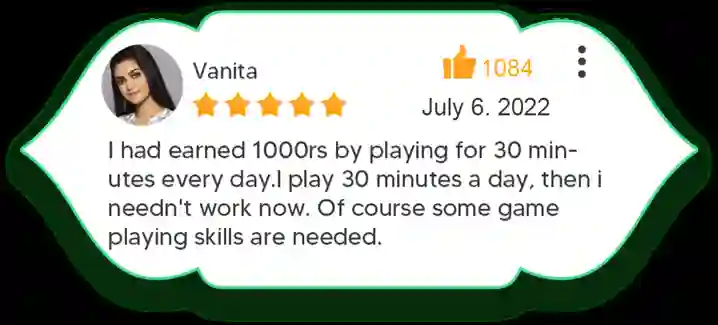 Vanita
1084
July 6. 2022
I had earned 1000rs by playing for 30 min-
utes every day.I play 30 minutes a day, then i
needn't work now. Of course some game
playing skills are needed.